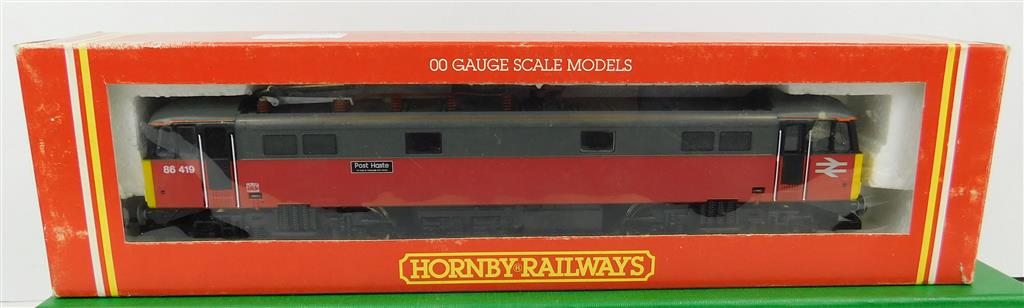 00 GAUGE SCALE MODELS
86 419
Post Haste
HORNBY® RAILWAYS